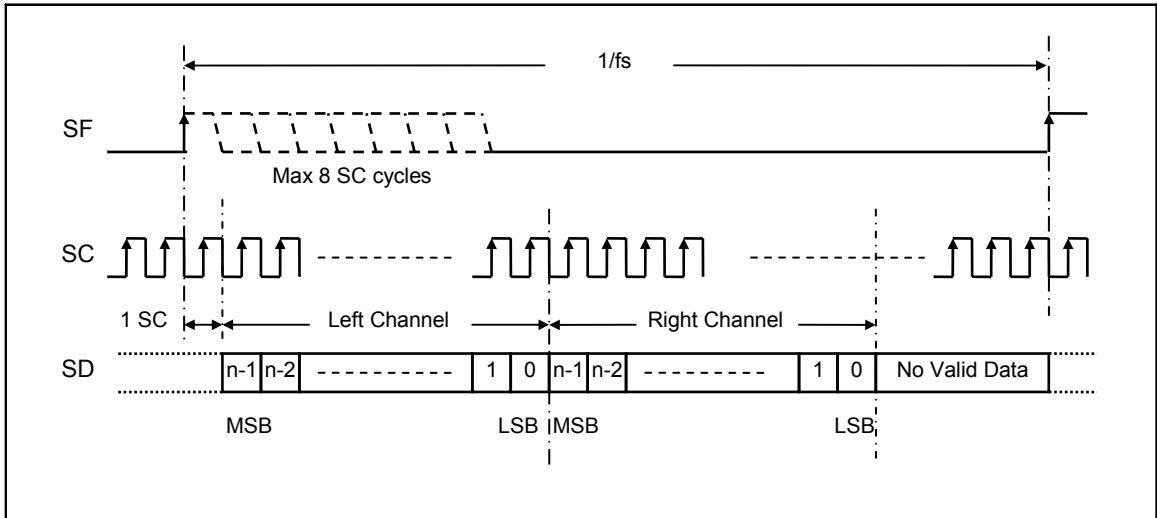 1/fs
SF
Max 8 SC cycles
SC
1 SC Left Channel Right Channel
SD n-1 n-2 1 0 n-1 n-2 1 0 No Valid Data
MSB LSB MSB LSB